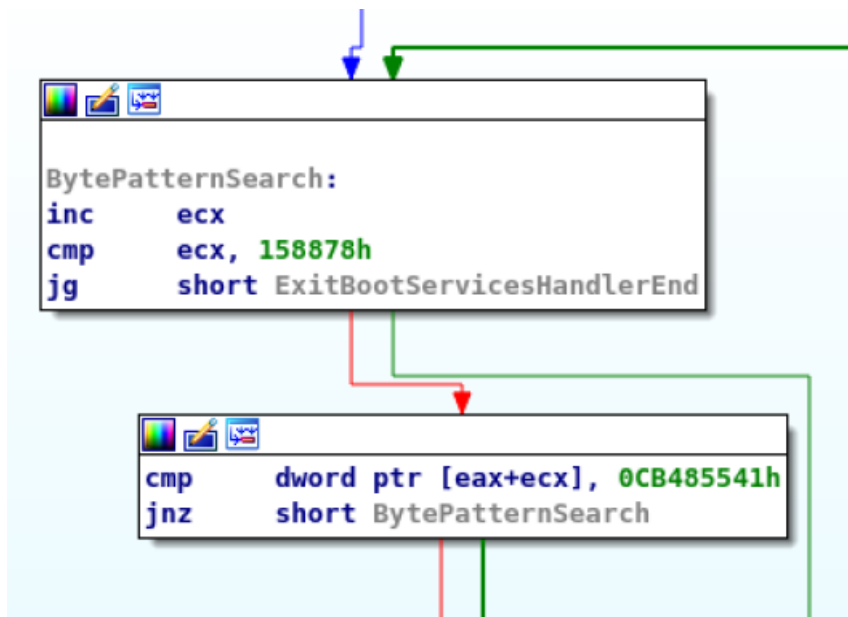 BytePatternSearch:
inc ecx
cmp ecx, 158878h
jg short ExitBootServicesHandlerEnd
cmp dword ptr [eax+ecx], 0CB485541h
jnz short BytePatternSearch